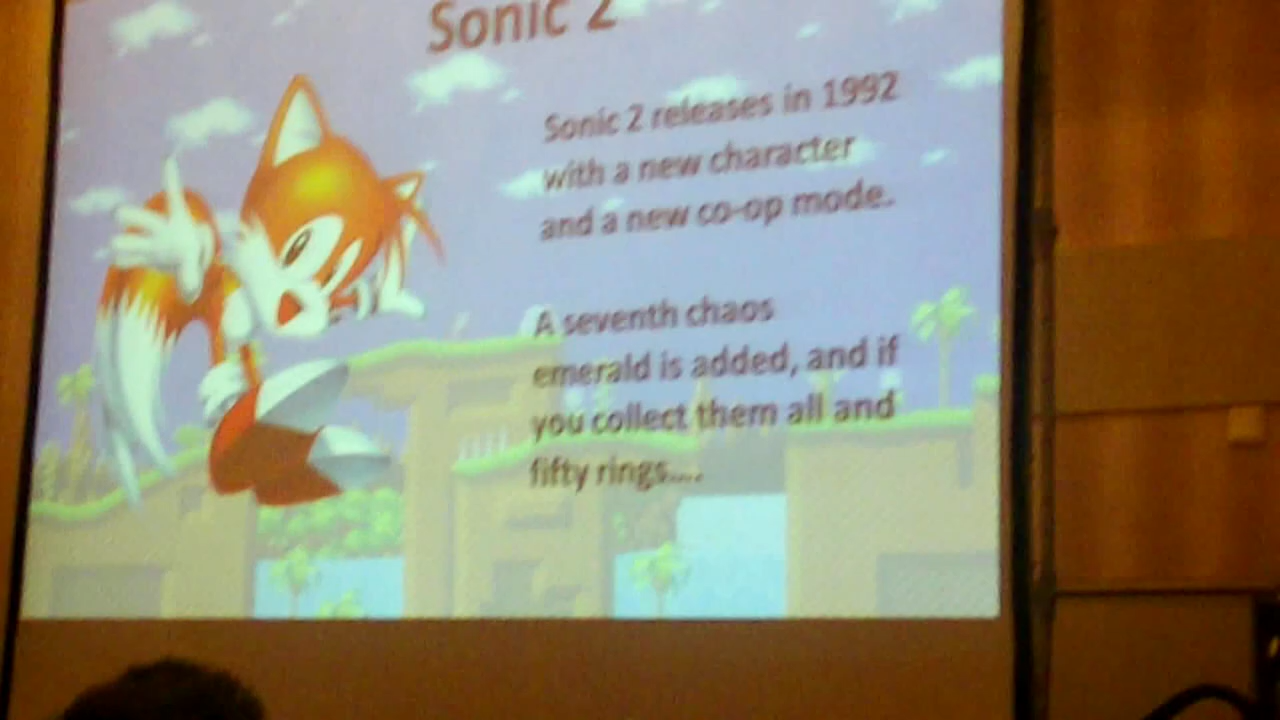 Sonic 2
Sonic 2 releases in 1992
with a new character
and a new co-op mode.
A seventh chaos
emerald is added, and if
you collect them all and
fifty rings....